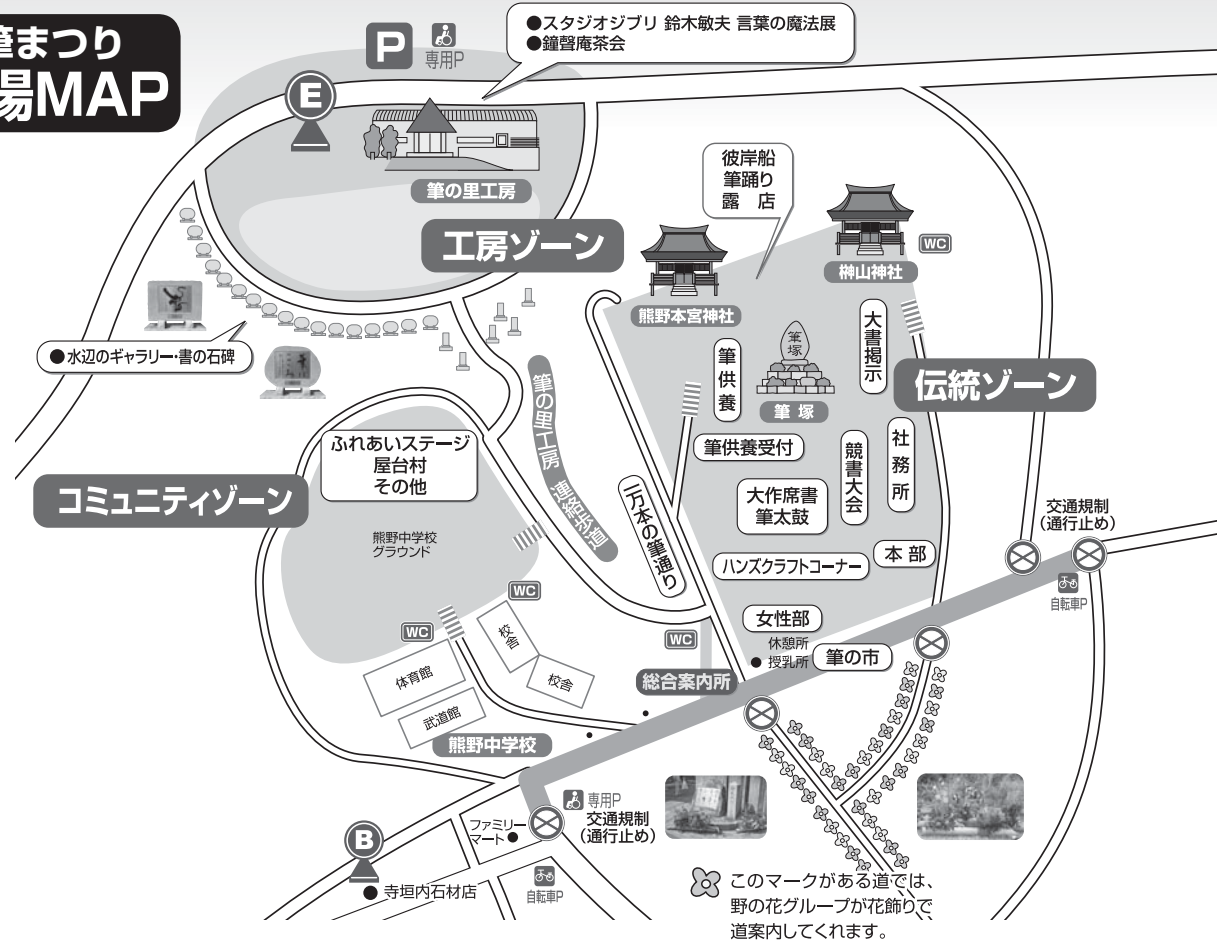 筆まつり
場MAP
P
専用P
●スタジオジブリ 鈴木敏夫 言葉の魔法展
●鐘聲庵茶会
E
筆の里工房
工房ゾーン
彼岸船
筆踊り
露 店
榊山神社
WC
熊野本宮神社
●水辺のギャラリー・書の石碑
筆塚
筆 塚
筆供養
大書掲示
伝統ゾーン
筆の里工房 連絡歩道
筆供養受付
競書大会
社務所
ふれあいステージ
屋台村
その他
コミュニティゾーン
熊野中学校
グラウンド
一万本の筆通り
大作席書
筆太鼓
交通規制
(通行止め)
自転車P
ハンズクラフトコーナー
本 部
WC
WC
校舎
校舎
体育館
武道館
熊野中学校
WC
女性部
休憩所
● 授乳所
筆の市
総合案内所
専用P
交通規制
(通行止め)
ファミリー
マート●
B
● 寺垣内石材店
自転車P
このマークがある道では、
野の花グループが花飾りで
道案内してくれます。